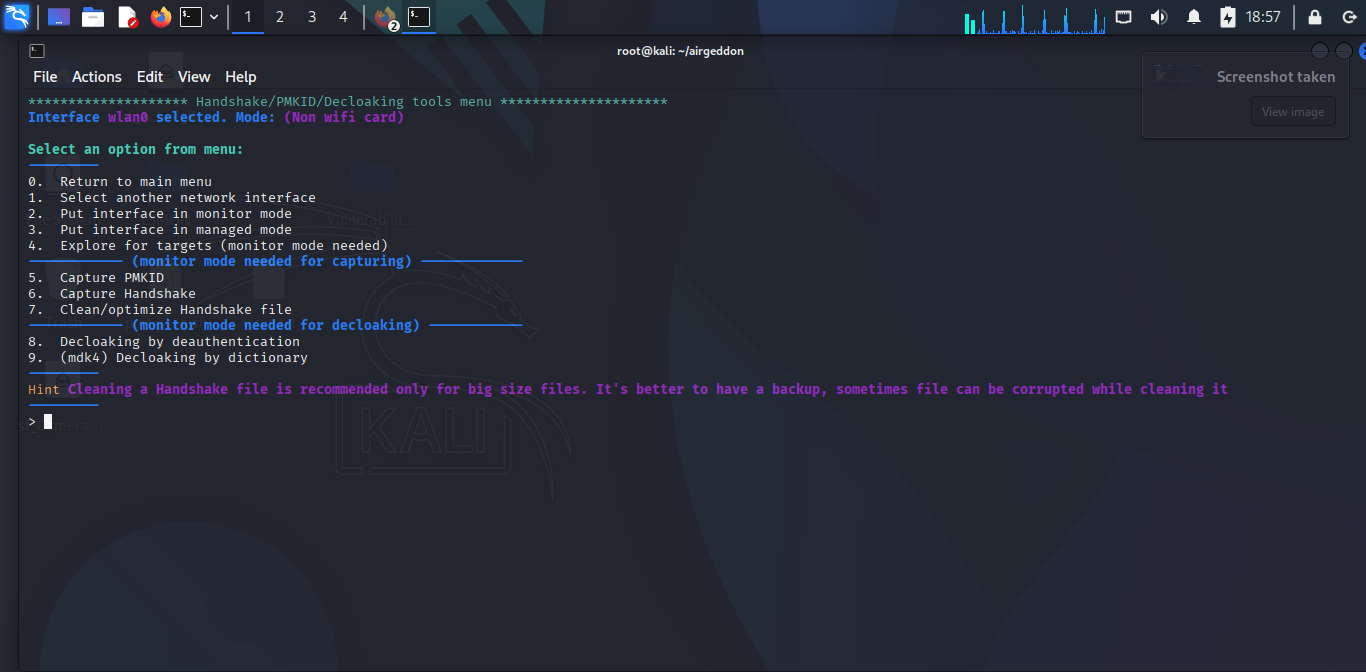 1 2 3 4 2 18:57
root@kali: ~/airgeddon
File Actions Edit View Help
Screenshot taken
View image
******************** Handshake/PMKID/Decloaking tools menu *********************
Interface wlan0 selected. Mode: (Non wifi card)
Select an option from menu:
0. Return to main menu
1. Select another network interface
2. Put interface in monitor mode
3. Put interface in managed mode
4. Explore for targets (monitor mode needed)
(monitor mode needed for capturing)
5. Capture PMKID
6. Capture Handshake
7. Clean/optimize Handshake file
(monitor mode needed for decloaking)
8. Decloaking by deauthentication
9. (mdk4) Decloaking by dictionary
Hint Cleaning a Handshake file is recommended only for big size files. It's better to have a backup, sometimes file can be corrupted while cleaning it
>
KALI